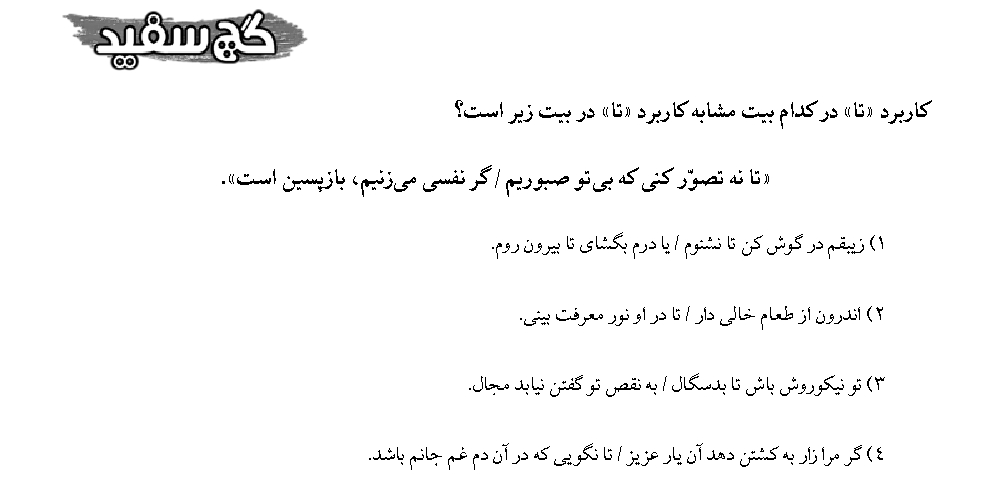 گچ سفید
کاربرد «تا» در کدام بیت مشابه کاربرد «تا» در بیت زیر است؟
«تا نه تصوّر کنی که بی‌تو صبوریم / گر نفسی می‌زنیم، بازپسین است».
۱) زیبقم در گوش کن تا نشنوم / یا درم بگشای تا بیرون روم.
۲) اندرون از طعام خالی دار / تا در او نور معرفت بینی.
۳) تو نیکوروش باش تا بدسگال / به نقص تو گفتن نیابد مجال.
٤) گر مرا زار به کشتن دهد آن یار عزیز / تا نگویی که در آن دم غم جانم باشد.